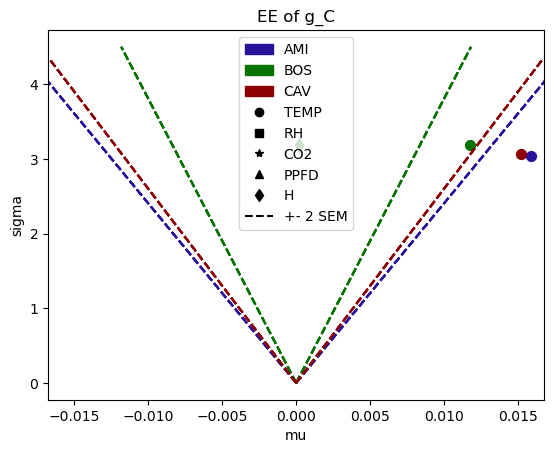 EE of g_C
AMI
BOS
CAV
TEMP
RH
CO2
PPFD
H
+- 2 SEM
sigma
4
3
2
1
0
−0.015 −0.010 −0.005 0.000 0.005 0.010 0.015
mu